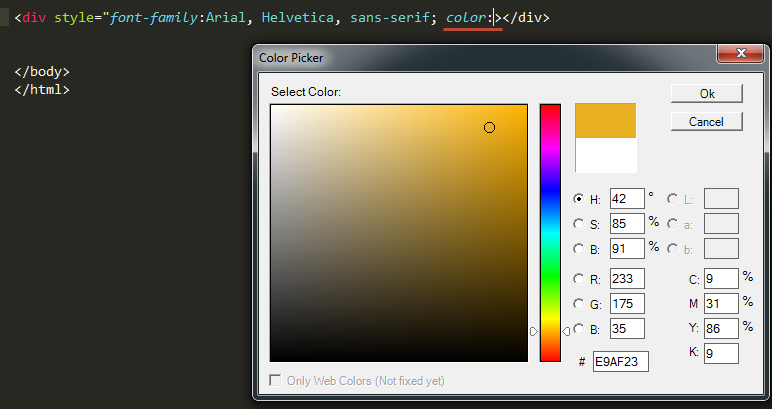 <div style="font-family:Arial, Helvetica, sans-serif; color:></div>
</body>
</html>
Color Picker
Select Color:
Ok
Cancel
H: 42 ° L:
S: 85 % a:
B: 91 % b:
R: 233 C: 9 %
G: 175 M 31 %
B: 35 Y: 86 %
# E9AF23 K: 9
Only Web Colors (Not fixed yet)